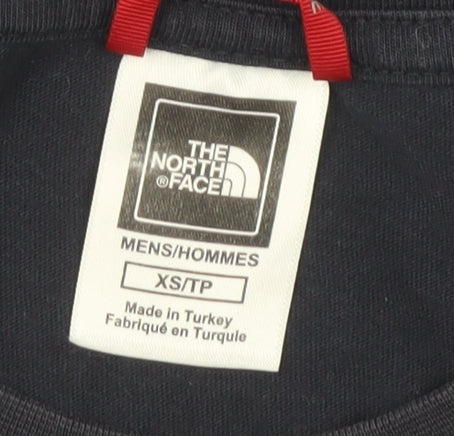 THE
NORTH
®FACE
MENS/HOMMES
XS/TP
Made in Turkey
Fabriqué en Turquie